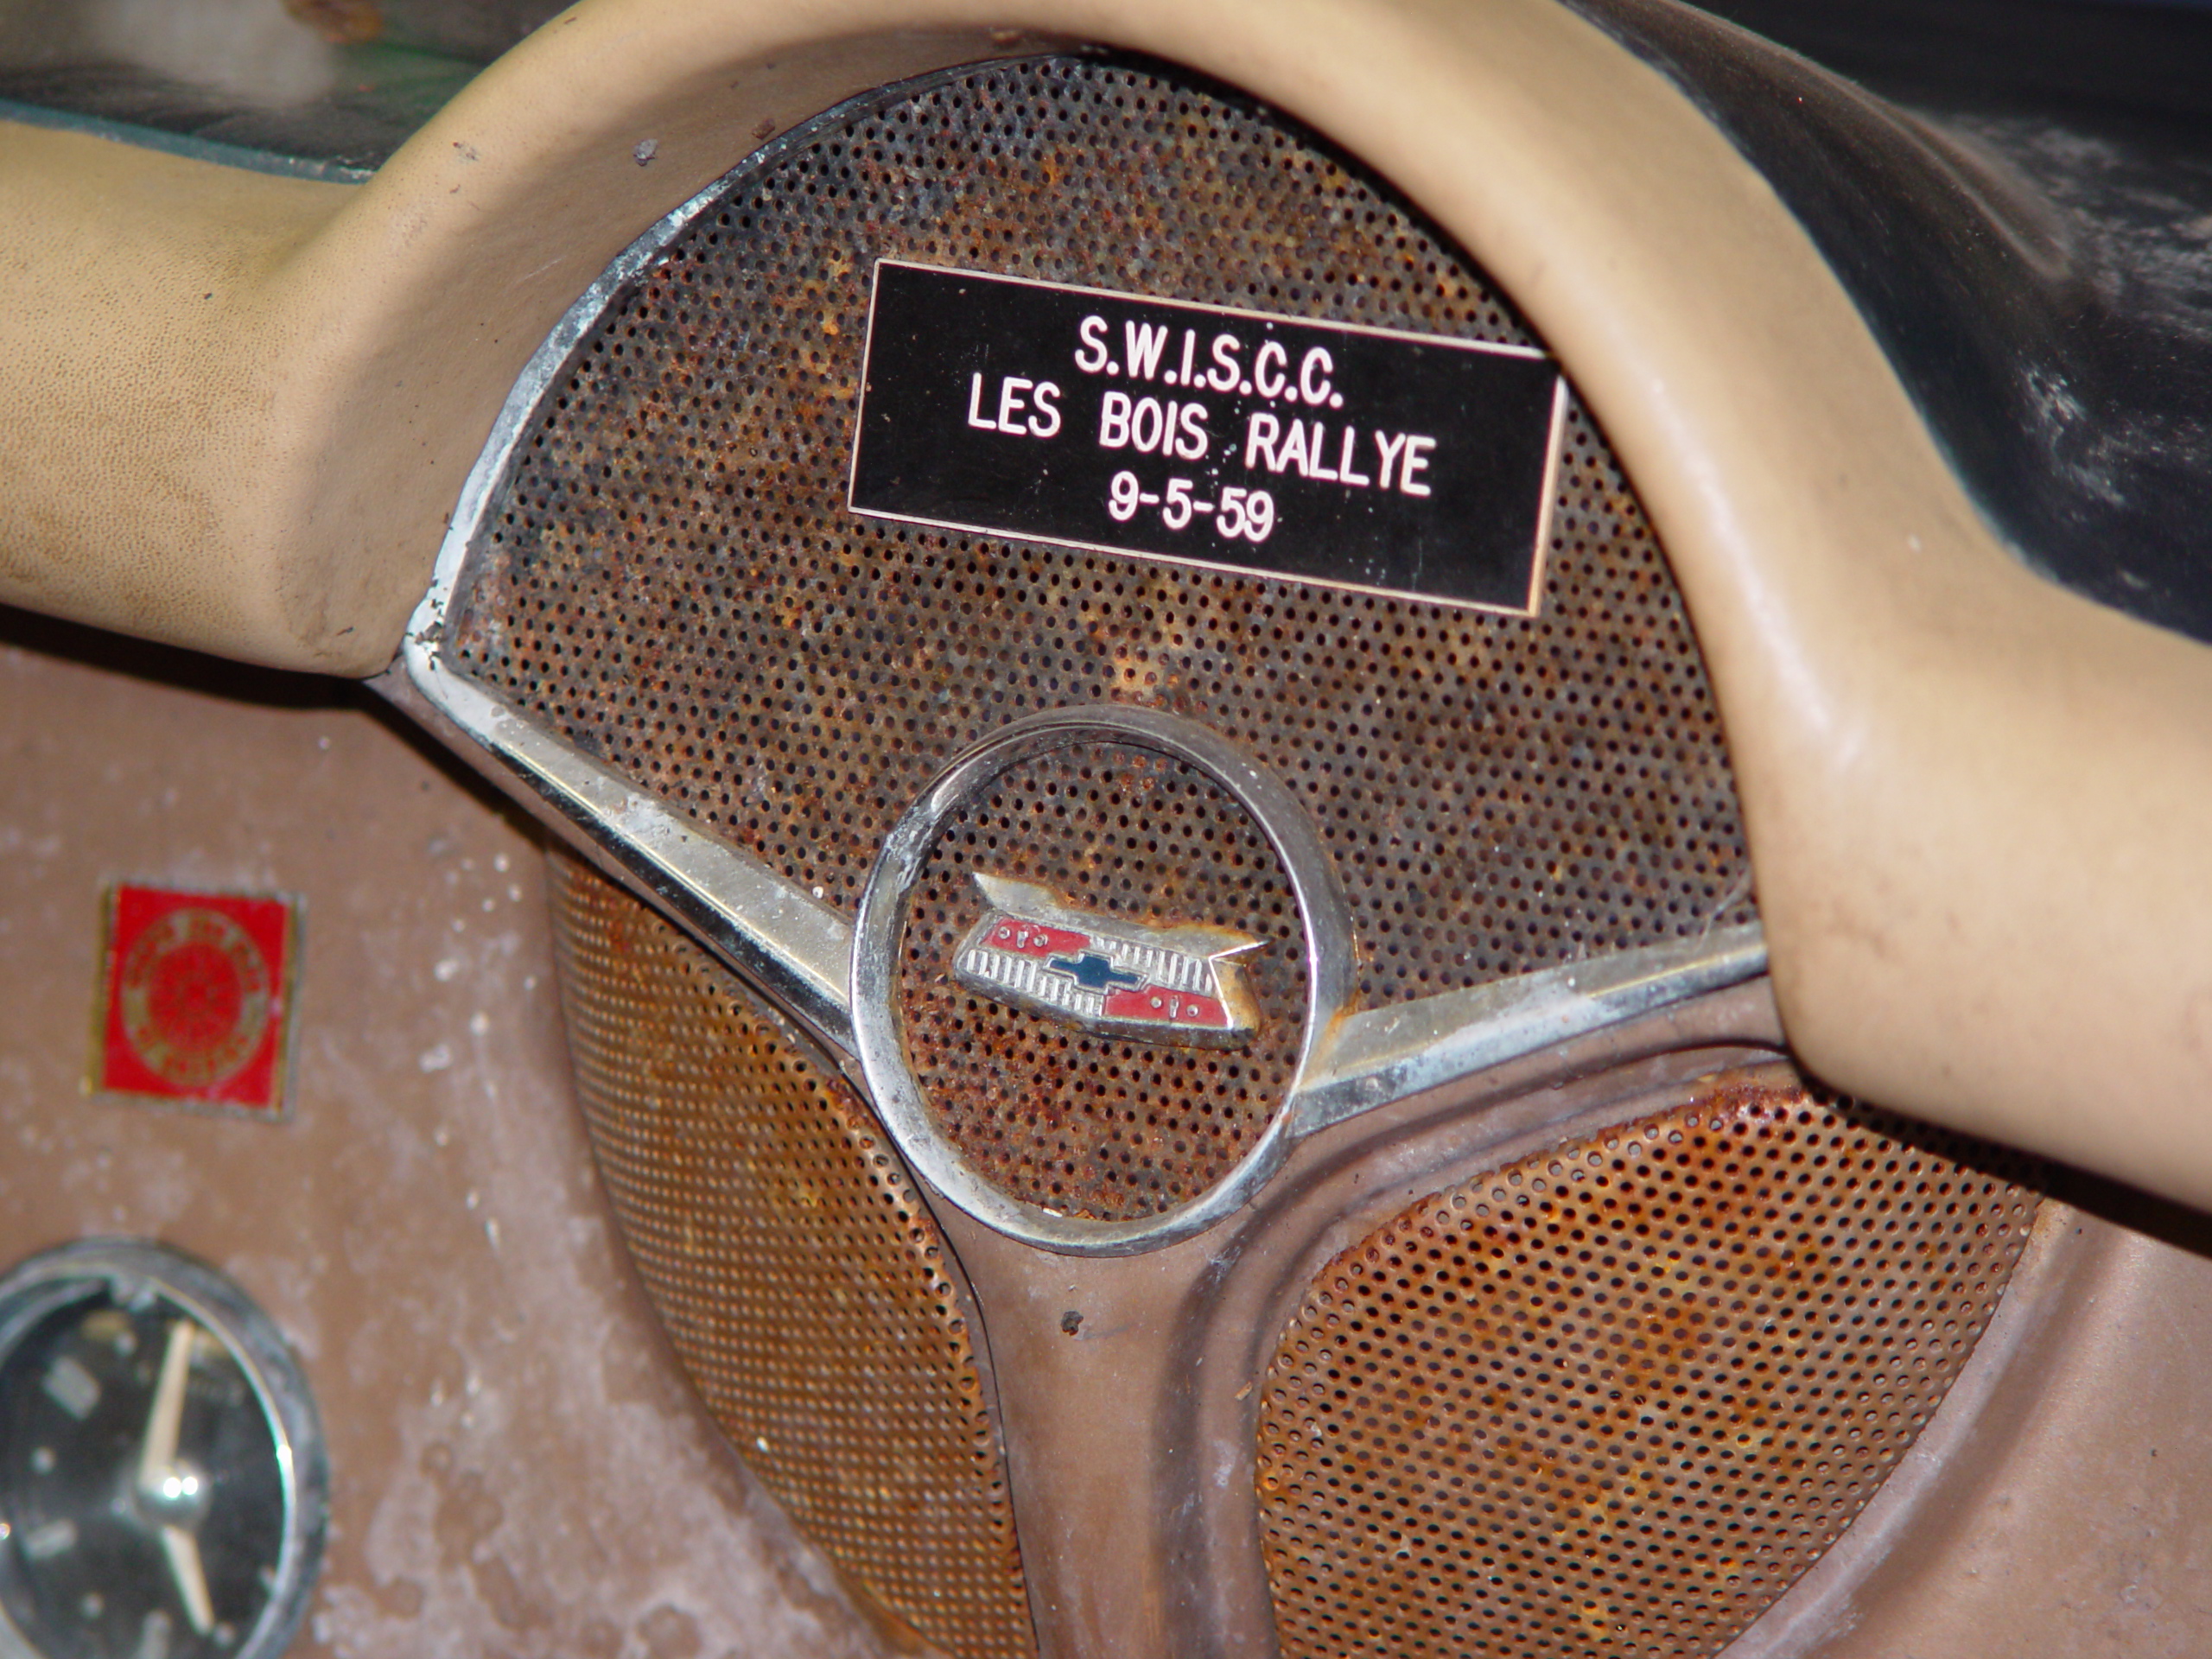 S.W.I.S.C.C.
LES BOIS RALLYE
9-5-59